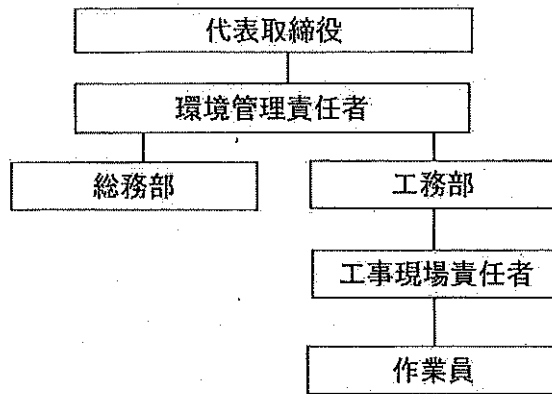 代表取締役
環境管理責任者
総務部
工務部
工事現場責任者
作業員